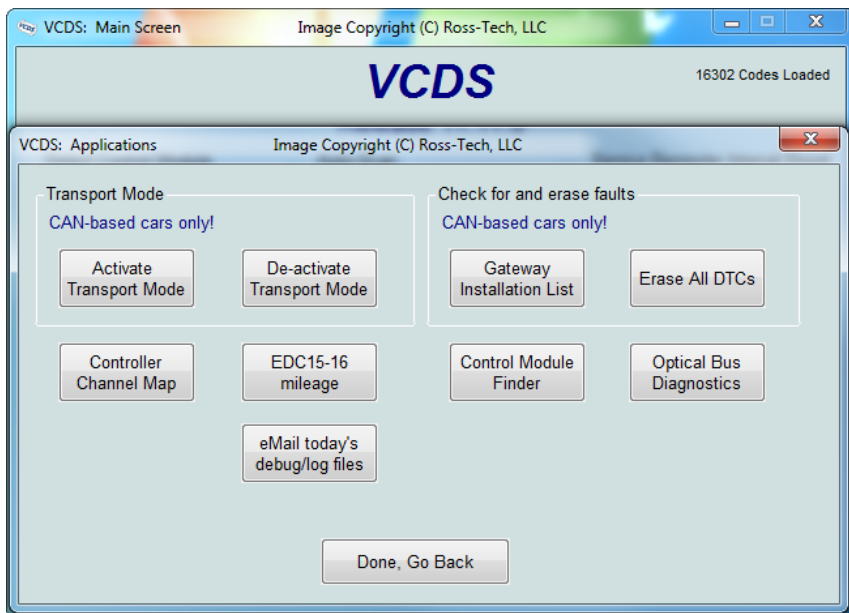 VCDS: Main Screen
Image Copyright (C) Ross-Tech, LLC
VCDS
16302 Codes Loaded
VCDS: Applications
Image Copyright (C) Ross-Tech, LLC
Transport Mode
CAN-based cars only!
Activate
Transport Mode
De-activate
Transport Mode
Check for and erase faults
CAN-based cars only!
Gateway
Installation List
Erase All DTCs
Controller
Channel Map
EDC15-16
mileage
Control Module
Finder
Optical Bus
Diagnostics
eMail today's
debug/log files
Done, Go Back